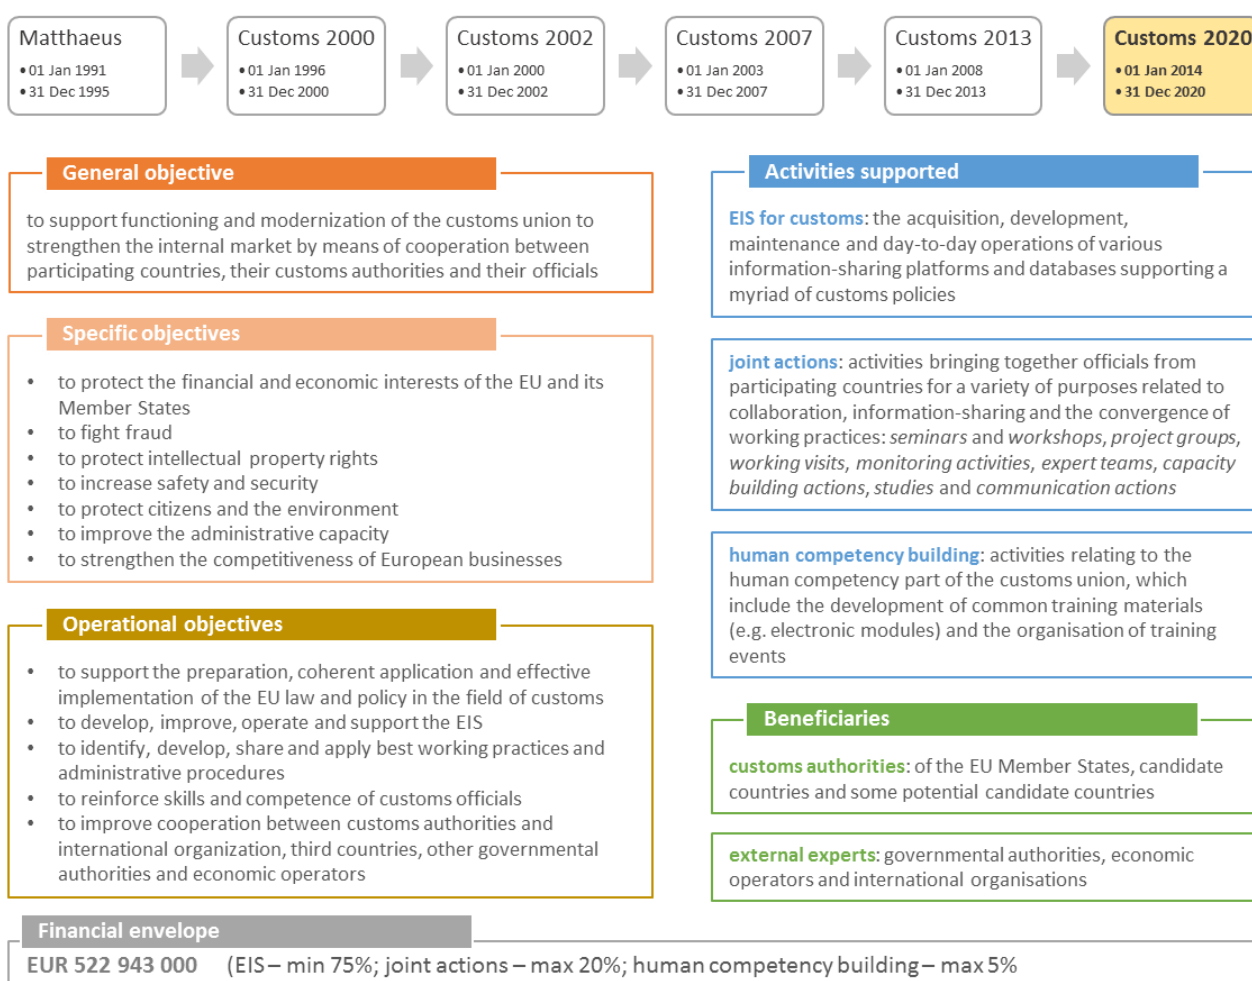 Matthaeus
• 01 Jan 1991
• 31 Dec 1995
Customs 2000
• 01 Jan 1996
• 31 Dec 2000
Customs 2002
• 01 Jan 2000
• 31 Dec 2002
Customs 2007
• 01 Jan 2003
• 31 Dec 2007
Customs 2013
• 01 Jan 2008
• 31 Dec 2013
Customs 2020
• 01 Jan 2014
• 31 Dec 2020
General objective
to support functioning and modernization of the customs union to
strengthen the internal market by means of cooperation between
participating countries, their customs authorities and their officials
Specific objectives
• to protect the financial and economic interests of the EU and its
Member States
• to fight fraud
• to protect intellectual property rights
• to increase safety and security
• to protect citizens and the environment
• to improve the administrative capacity
• to strengthen the competitiveness of European businesses
Operational objectives
• to support the preparation, coherent application and effective
implementation of the EU law and policy in the field of customs
• to develop, improve, operate and support the EIS
• to identify, develop, share and apply best working practices and
administrative procedures
• to reinforce skills and competence of customs officials
• to improve cooperation between customs authorities and
international organization, third countries, other governmental
authorities and economic operators
Activities supported
EIS for customs: the acquisition, development,
maintenance and day-to-day operations of various
information-sharing platforms and databases supporting a
myriad of customs policies
joint actions: activities bringing together officials from
participating countries for a variety of purposes related to
collaboration, information-sharing and the convergence of
working practices: seminars and workshops, project groups,
working visits, monitoring activities, expert teams, capacity
building actions, studies and communication actions
human competency building: activities relating to the
human competency part of the customs union, which
include the development of common training materials
(e.g. electronic modules) and the organisation of training
events
Beneficiaries
customs authorities: of the EU Member States, candidate
countries and some potential candidate countries
external experts: governmental authorities, economic
operators and international organisations
Financial envelope
EUR 522 943 000 (EIS – min 75%; joint actions – max 20%; human competency building – max 5%